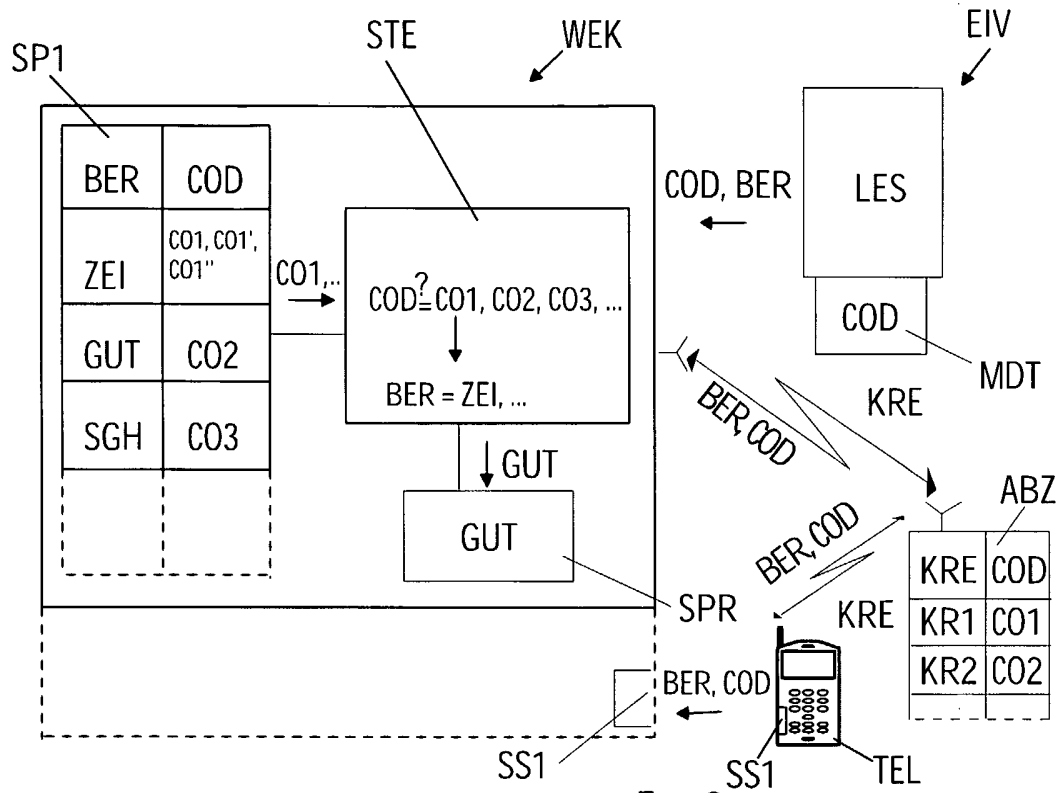 STE
WEK
EIV
SP1
BER COD
COD, BER
LES
ZEI CO1, CO1', CO1''
CO1,..
COD ?= CO1, CO2, CO3, ...
COD
GUT CO2
BER = ZEI, ...
MDT
KRE
BER, COD
SGH CO3
GUT
ABZ
GUT
BER, COD
KRE COD
SPR
KRE
KR1 CO1
BER, COD
KR2 CO2
SS1
SS1
TEL